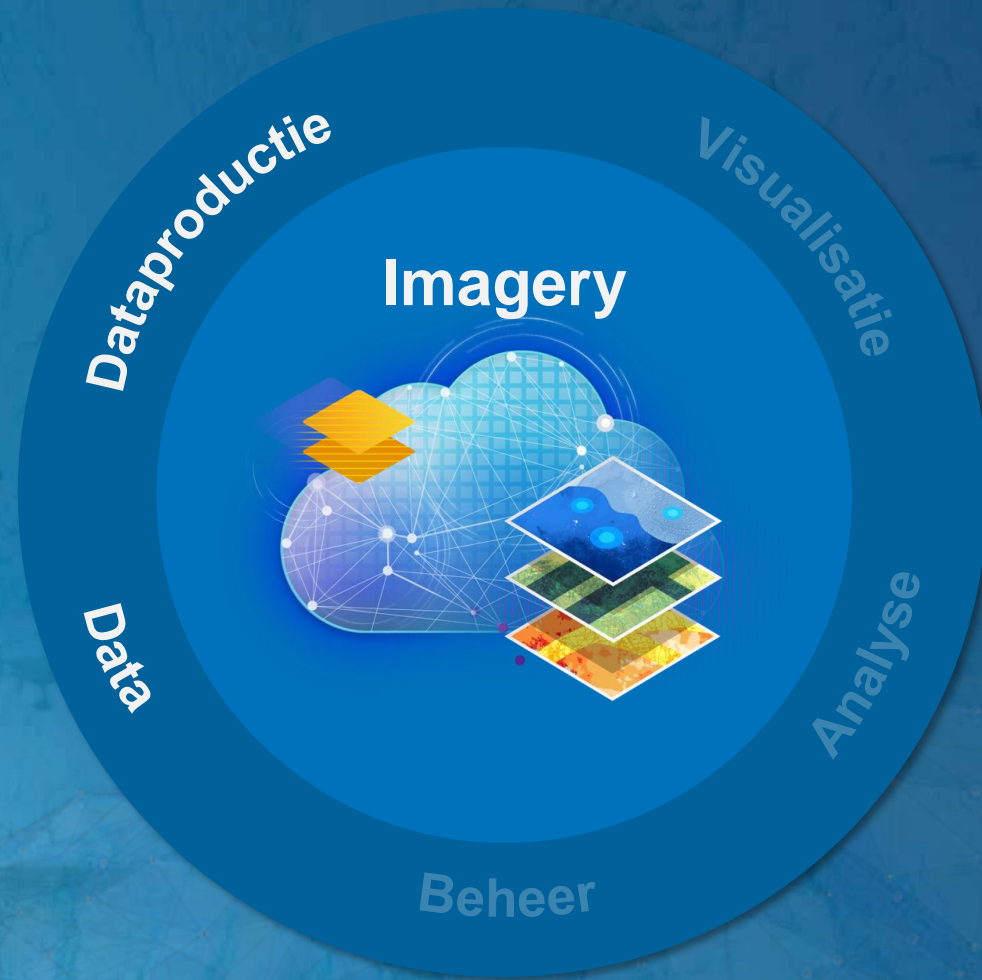 Imagery
Dataproductie
Visualisatie
Analyse
Beheer
Data